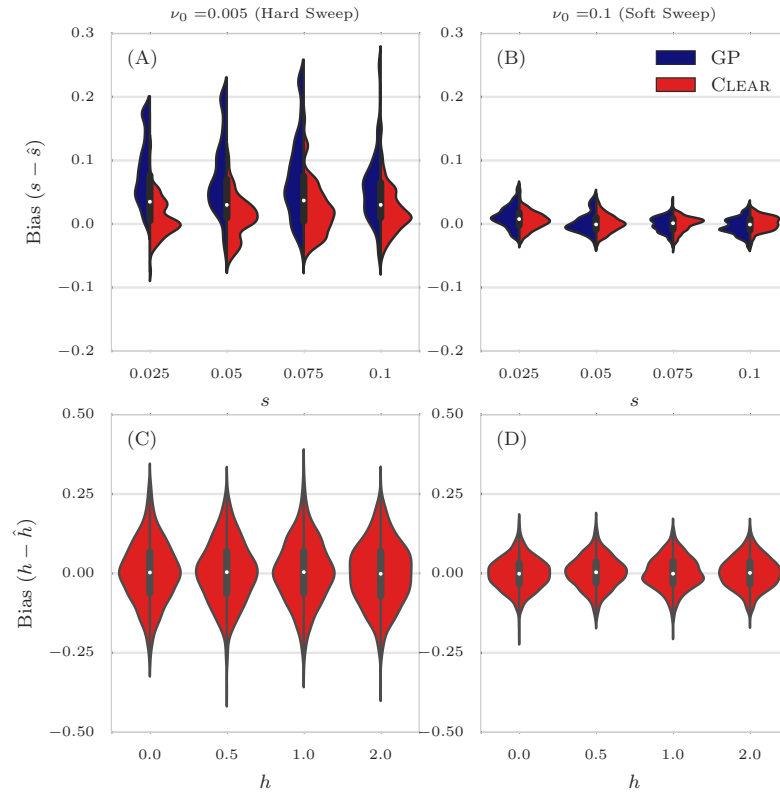 ν₀ =0.005 (Hard Sweep)
ν₀ =0.1 (Soft Sweep)
(A)
0.3
0.2
0.1
0.0
−0.1
−0.2
Bias (s − ŝ)
0.025 0.05 0.075 0.1
s
(B)
GP
CLEAR
0.3
0.2
0.1
0.0
−0.1
−0.2
0.025 0.05 0.075 0.1
s
(C)
0.50
0.25
0.00
−0.25
−0.50
Bias (h − ĥ)
0.0 0.5 1.0 2.0
h
(D)
0.50
0.25
0.00
−0.25
−0.50
0.0 0.5 1.0 2.0
h